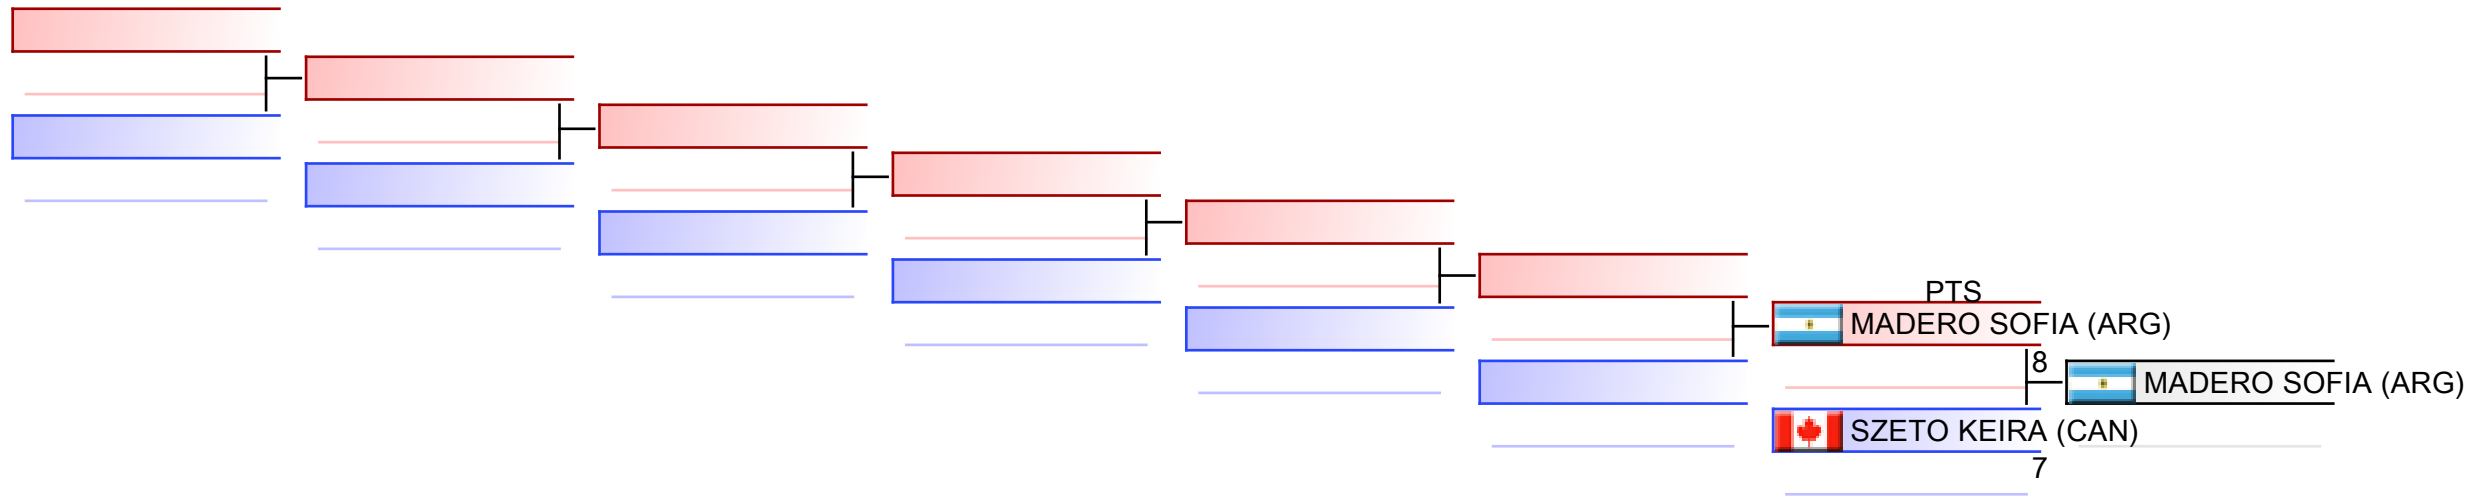 PTS
MADERO SOFIA (ARG)
8
MADERO SOFIA (ARG)
SZETO KEIRA (CAN)
7